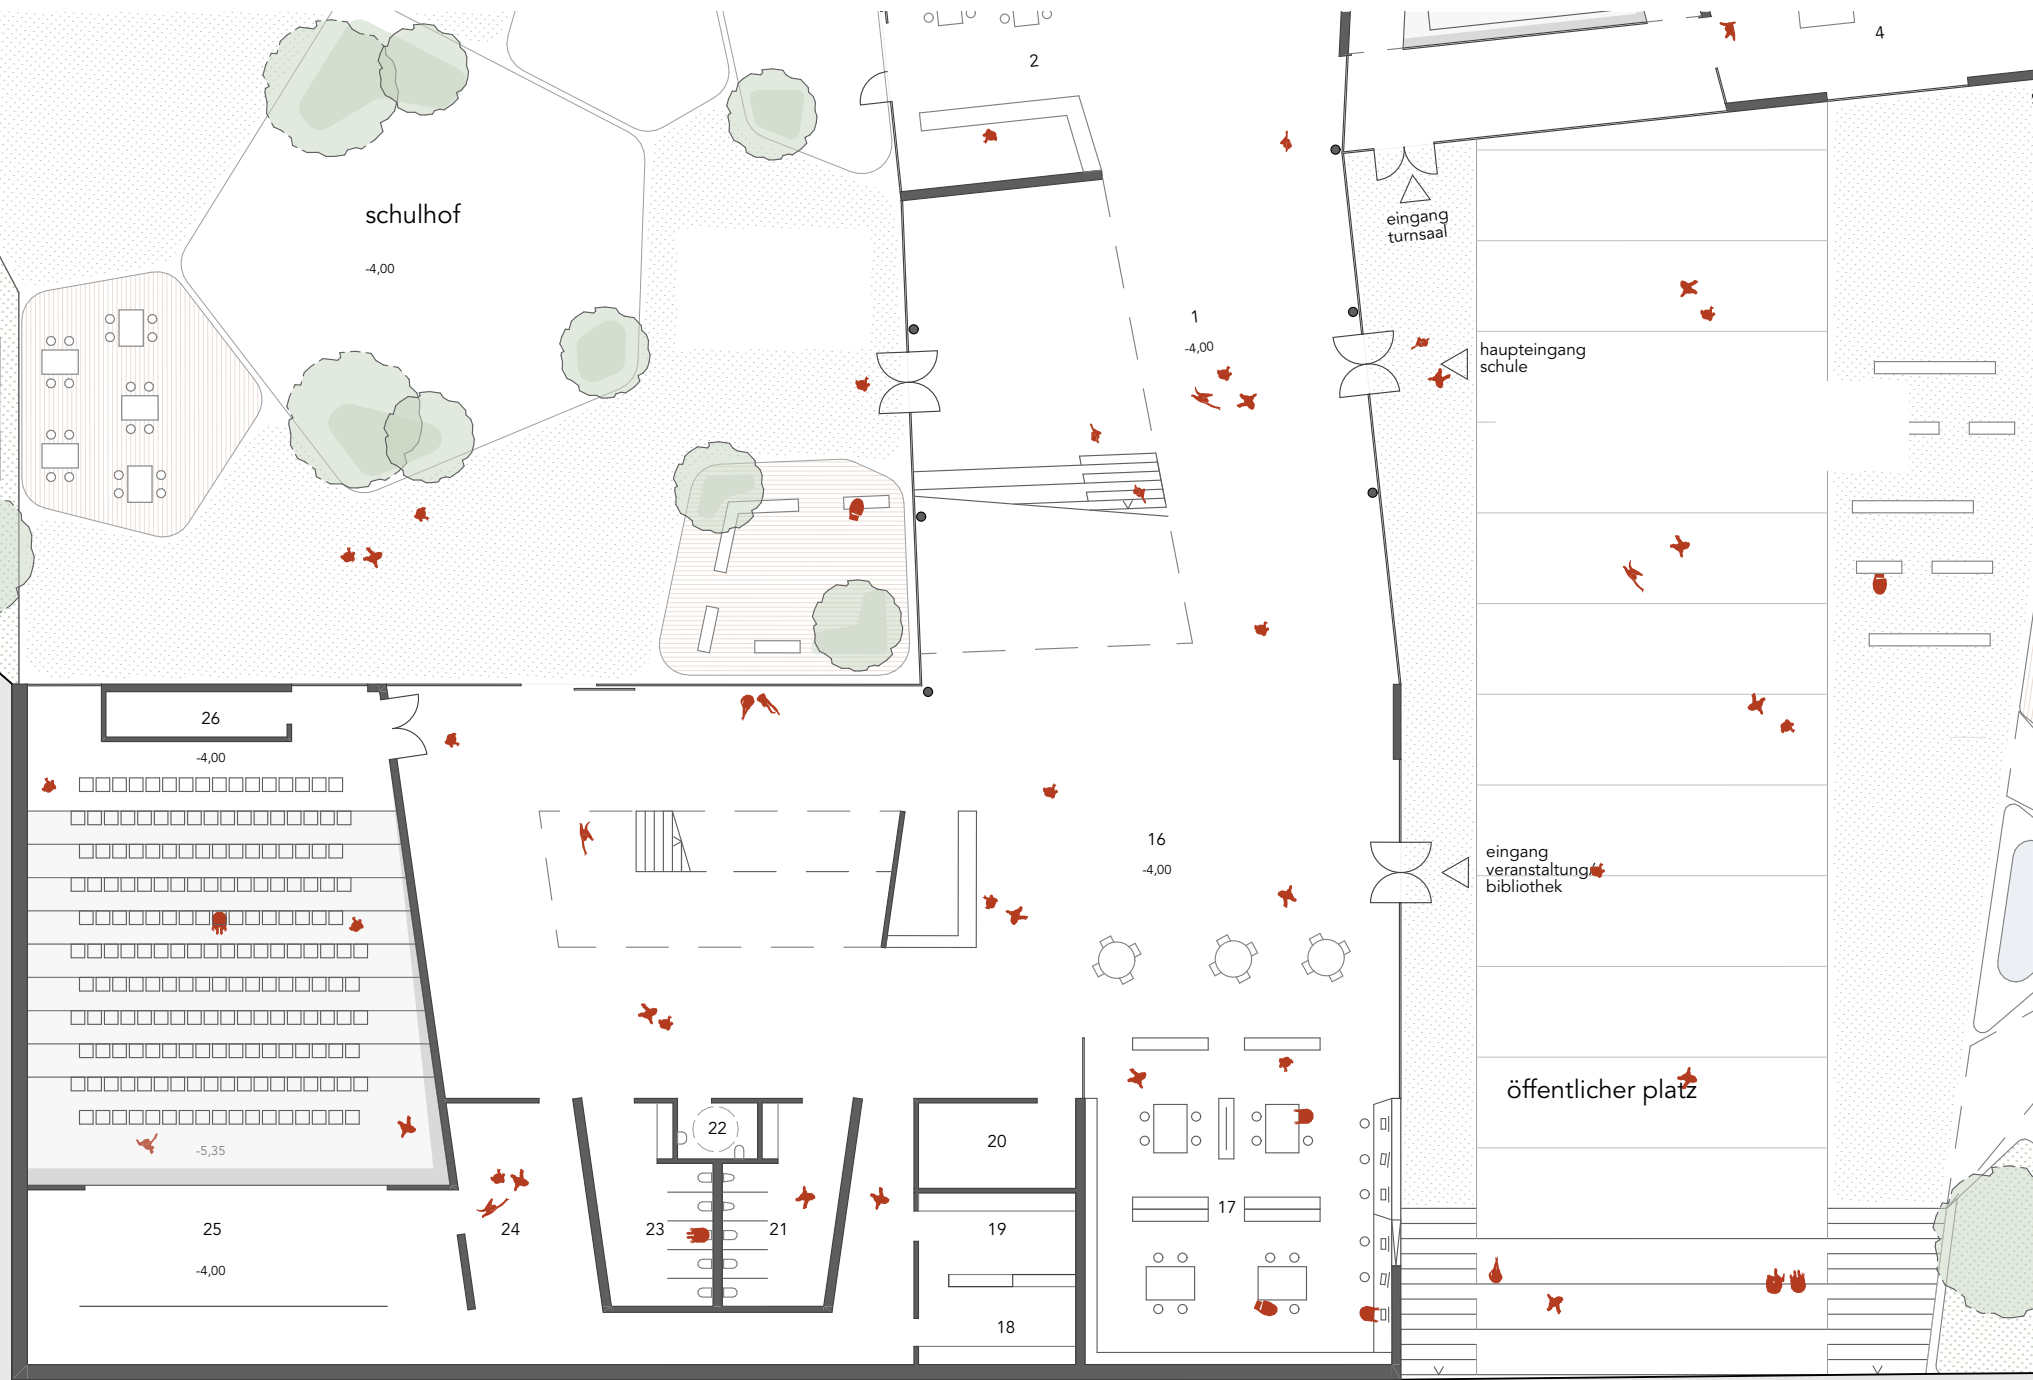 2
4
eingang
turnsaal
schulhof
-4,00
1
-4,00
haupteingang
schule
26
-4,00
16
-4,00
eingang
veranstaltung/
bibliothek
öffentlicher platz
22
20
-5,35
17
25
24
23
21
19
-4,00
18